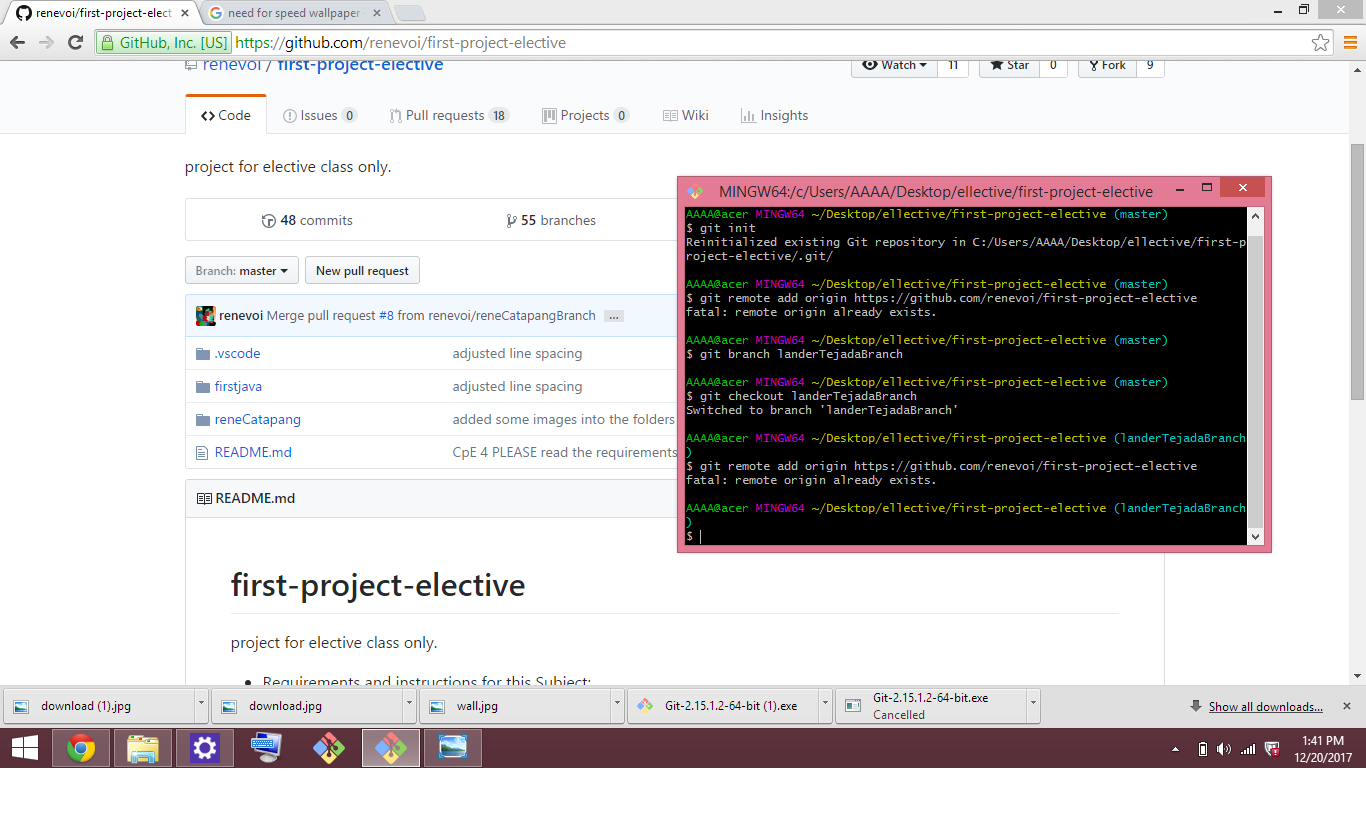 renevoi/first-project-elect
need for speed wallpaper
GitHub, Inc. [US] https://github.com/renevoi/first-project-elective
renevoi / first-project-elective
Watch 11 Star 0 Fork 9
Code Issues 0 Pull requests 18 Projects 0 Wiki Insights
project for elective class only.
48 commits 55 branches
Branch: master New pull request
renevoi Merge pull request #8 from renevoi/reneCatapangBranch ...
.vscode adjusted line spacing
firstjava adjusted line spacing
reneCatapang added some images into the folders
README.md CpE 4 PLEASE read the requirements
README.md
first-project-elective
project for elective class only.
Requirements and instructions for this Subject:
MINGW64:/c/Users/AAAA/Desktop/ellective/first-project-elective
AAAA@acer MINGW64 ~/Desktop/ellective/first-project-elective (master)
$ git init
Reinitialized existing Git repository in C:/Users/AAAA/Desktop/ellective/first-p
roject-elective/.git/
AAAA@acer MINGW64 ~/Desktop/ellective/first-project-elective (master)
$ git remote add origin https://github.com/renevoi/first-project-elective
fatal: remote origin already exists.
AAAA@acer MINGW64 ~/Desktop/ellective/first-project-elective (master)
$ git branch landerTejadaBranch
AAAA@acer MINGW64 ~/Desktop/ellective/first-project-elective (master)
$ git checkout landerTejadaBranch
Switched to branch 'landerTejadaBranch'
AAAA@acer MINGW64 ~/Desktop/ellective/first-project-elective (landerTejadaBranch
)
$ git remote add origin https://github.com/renevoi/first-project-elective
fatal: remote origin already exists.
AAAA@acer MINGW64 ~/Desktop/ellective/first-project-elective (landerTejadaBranch
)
$
download (1).jpg
download.jpg
wall.jpg
Git-2.15.1.2-64-bit (1).exe
Git-2.15.1.2-64-bit.exe
Cancelled
Show all downloads...
1:41 PM
12/20/2017